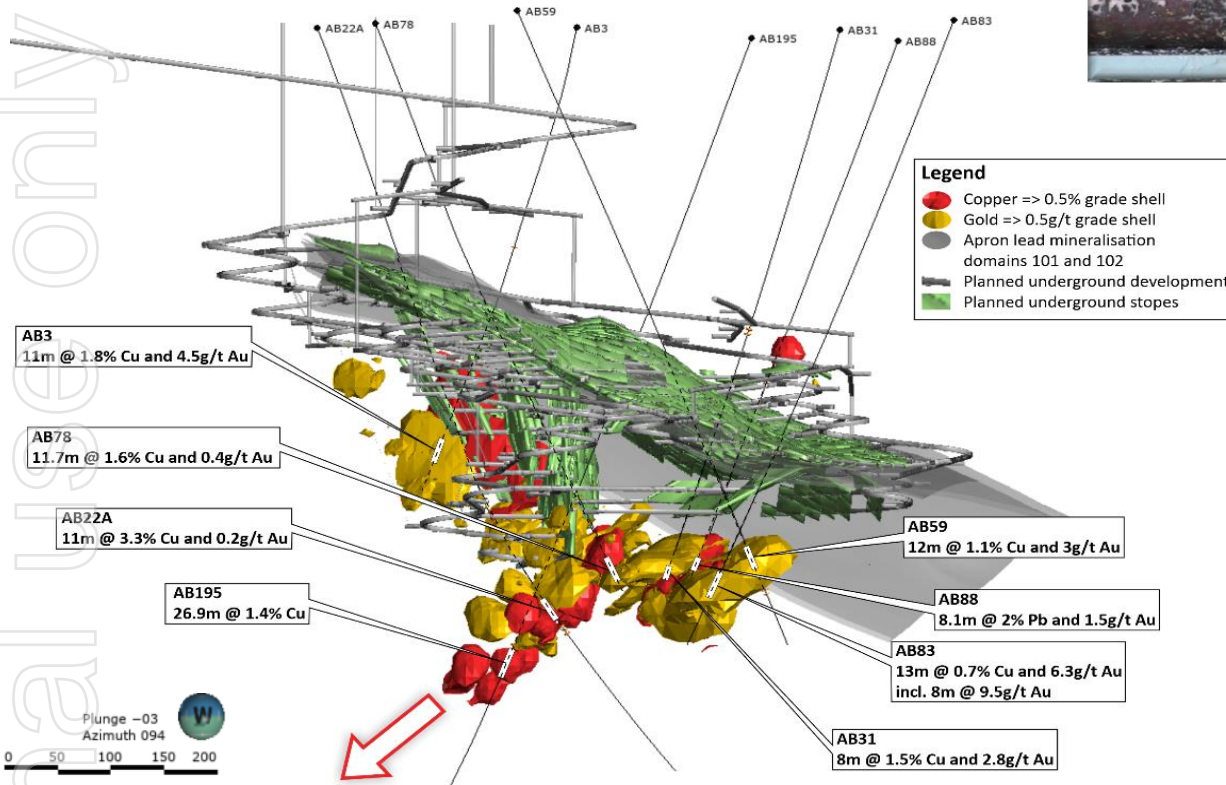 AB22A
AB78
AB59
AB3
AB195
AB31
AB88
AB83
Legend
Copper => 0.5% grade shell
Gold => 0.5g/t grade shell
Apron lead mineralisation
domains 101 and 102
Planned underground development
Planned underground stopes
AB3
11m @ 1.8% Cu and 4.5g/t Au
AB78
11.7m @ 1.6% Cu and 0.4g/t Au
AB22A
11m @ 3.3% Cu and 0.2g/t Au
AB195
26.9m @ 1.4% Cu
AB59
12m @ 1.1% Cu and 3g/t Au
AB88
8.1m @ 2% Pb and 1.5g/t Au
AB83
13m @ 0.7% Cu and 6.3g/t Au
incl. 8m @ 9.5g/t Au
AB31
8m @ 1.5% Cu and 2.8g/t Au
Plunge −03
Azimuth 094
W
0 50 100 150 200
nal use only